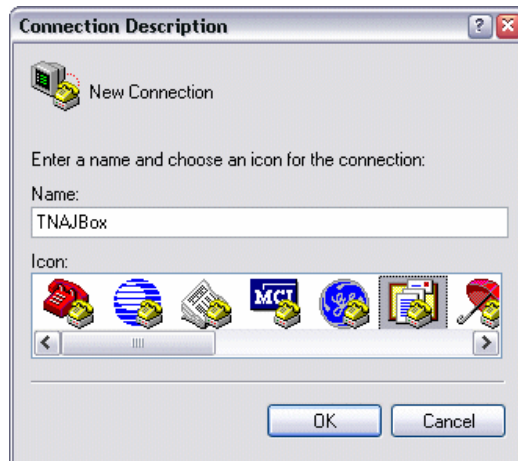 Connection Description
New Connection
Enter a name and choose an icon for the connection:
Name:
TNAJBox
Icon:
MCI
OK Cancel